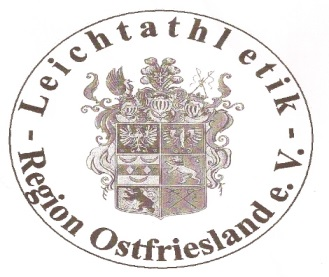 - Leichtathletik -
Region Ostfriesland e. V.